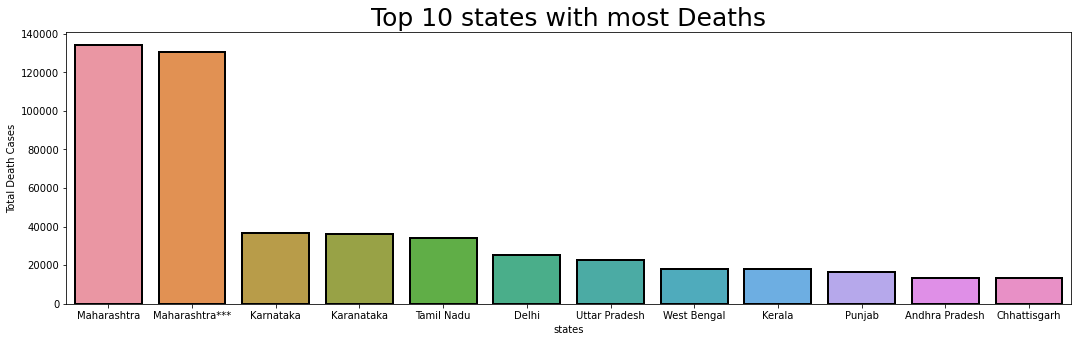 Top 10 states with most Deaths
140000
120000
100000
80000
60000
40000
20000
0
Total Death Cases
Maharashtra Maharashtra*** Karnataka Karanataka Tamil Nadu Delhi Uttar Pradesh West Bengal Kerala Punjab Andhra Pradesh Chhattisgarh
states